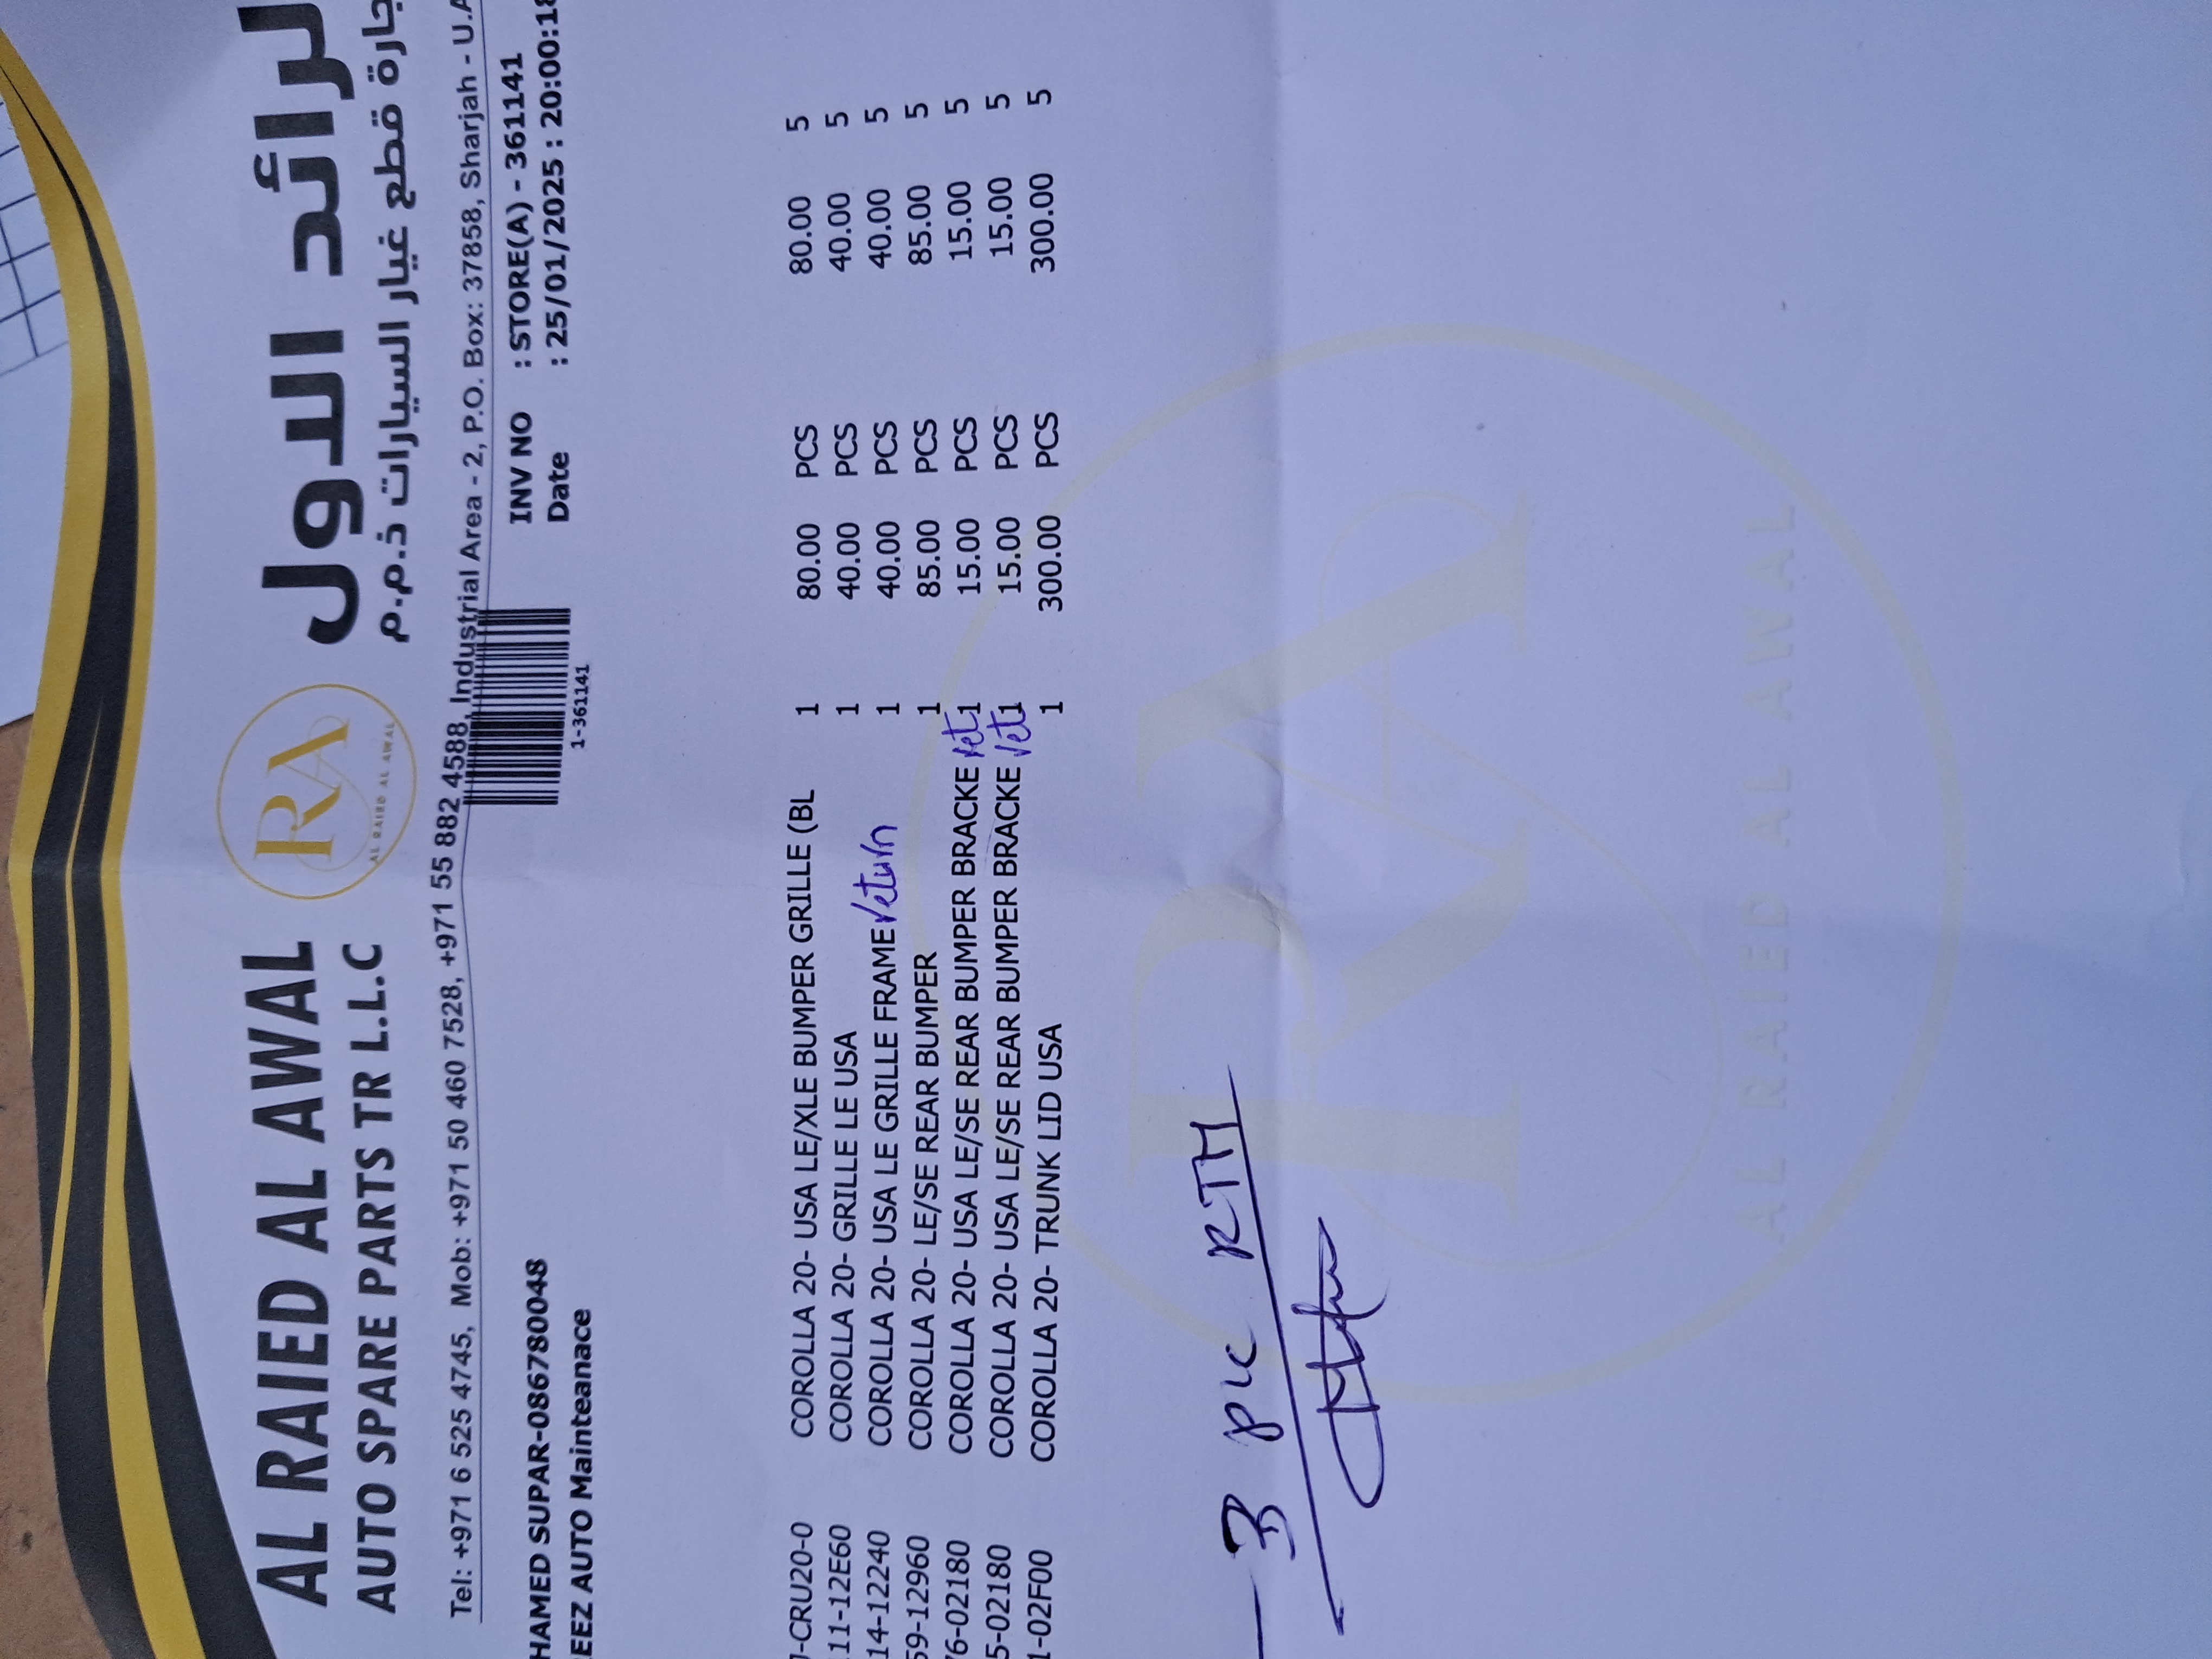 AL RAIED AL AWAL
AUTO SPARE PARTS TR L.L.C
RA
AL RAIED AL AWAL
لرائد الاول
جارة قطع غيار السيارات ذ.م.م
Tel: +971 6 525 4745, Mob: +971 50 460 7528, +971 55 882 4588, Industrial Area - 2, P.O. Box: 37858, Sharjah - U.A
HAMED SUPAR-086780048
EEZ AUTO Mainteanace
1-361141
INV NO : STORE(A) - 361141
Date : 25/01/2025 : 20:00:18
-CRU20-0 COROLLA 20- USA LE/XLE BUMPER GRILLE (BL 1 80.00 PCS 80.00 5
11-12E60 COROLLA 20- GRILLE LE USA 1 40.00 PCS 40.00 5
14-12240 COROLLA 20- USA LE GRILLE FRAME return 1 40.00 PCS 40.00 5
59-12960 COROLLA 20- LE/SE REAR BUMPER 1 85.00 PCS 85.00 5
76-02180 COROLLA 20- USA LE/SE REAR BUMPER BRACKE ret 1 15.00 PCS 15.00 5
5-02180 COROLLA 20- USA LE/SE REAR BUMPER BRACKE ret 1 15.00 PCS 15.00 5
1-02F00 COROLLA 20- TRUNK LID USA 1 300.00 PCS 300.00 5
3 pic RTM
RA
AL RAIED AL AWAL